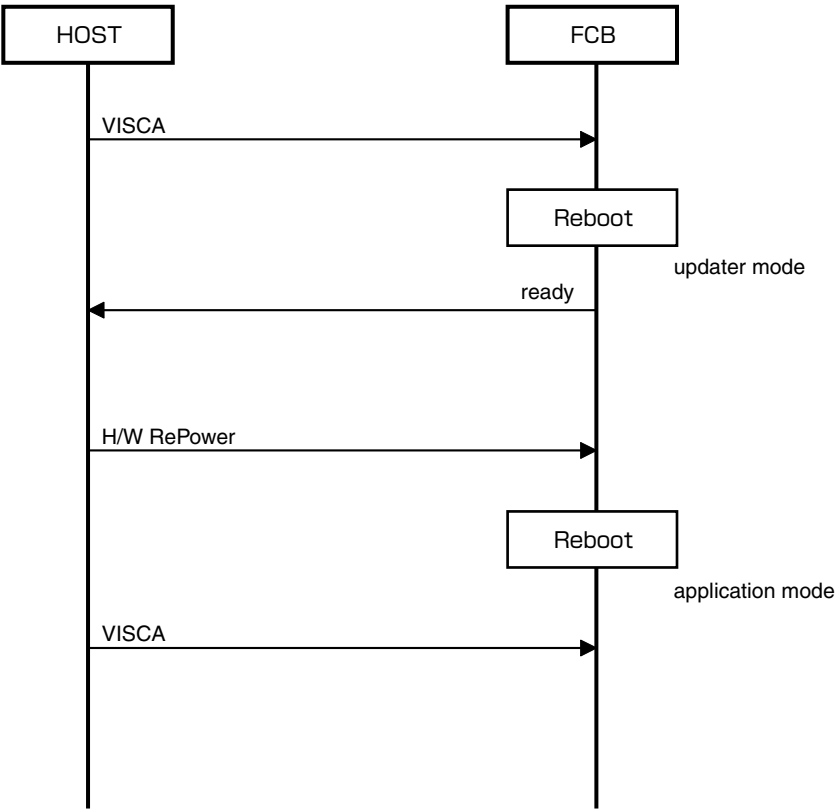 HOST
FCB
VISCA
Reboot
updater mode
ready
H/W RePower
Reboot
application mode
VISCA